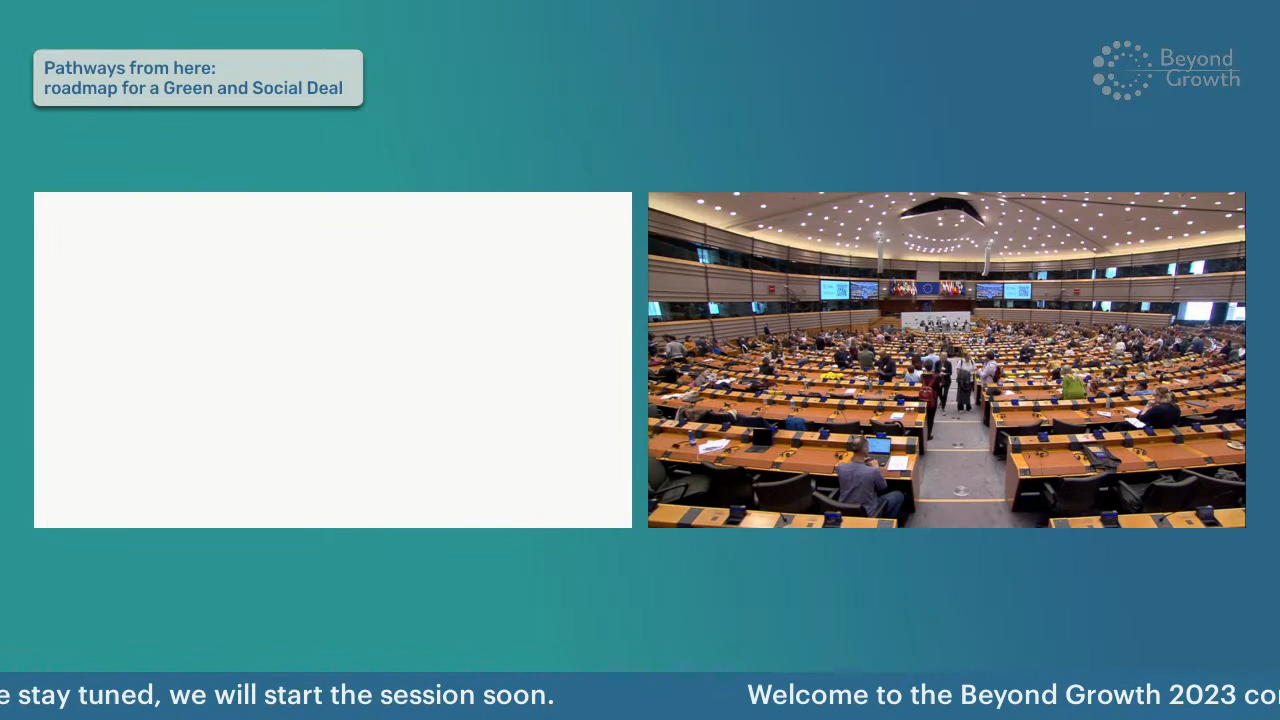 Pathways from here:
roadmap for a Green and Social Deal
Beyond
Growth
e stay tuned, we will start the session soon.
Welcome to the Beyond Growth 2023 co